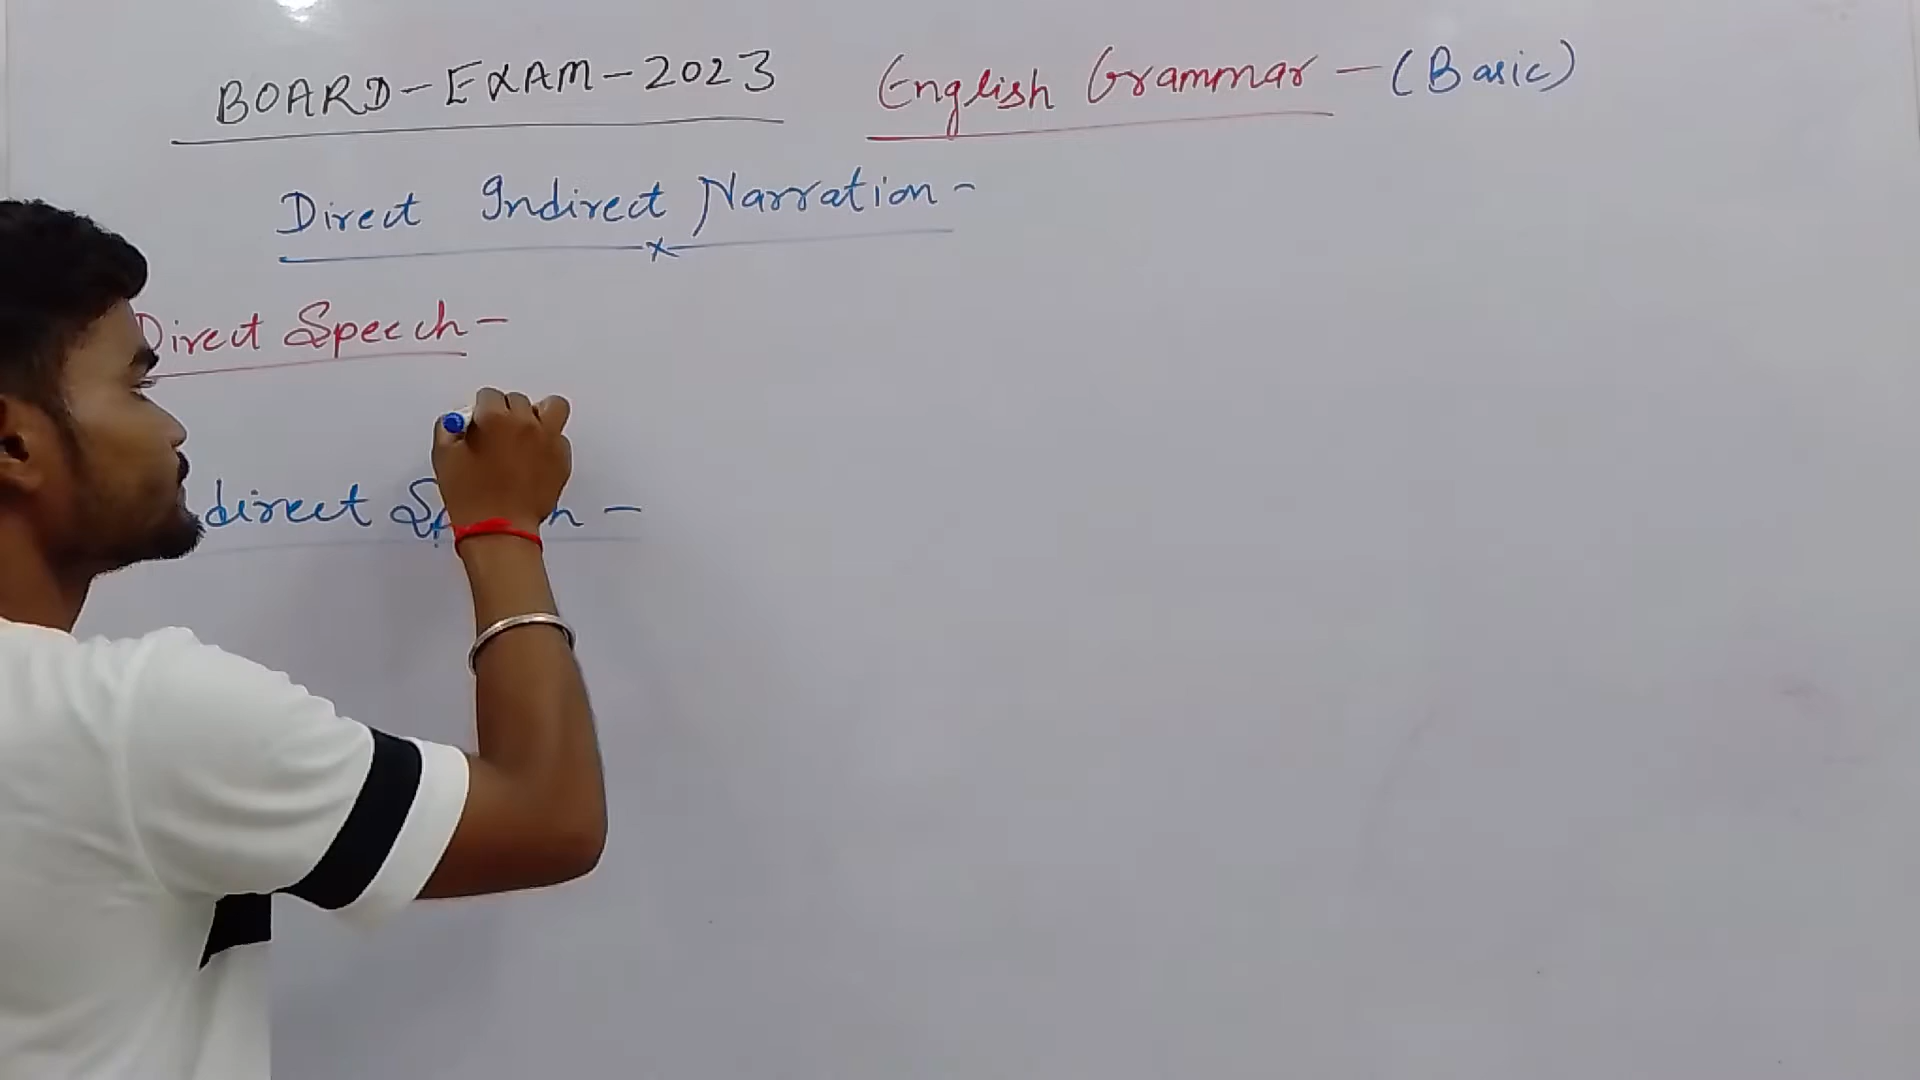 BOARD-EXAM-2023 English Grammar-(Basic)
Direct Indirect Narration-
Direct Speech-
direct -